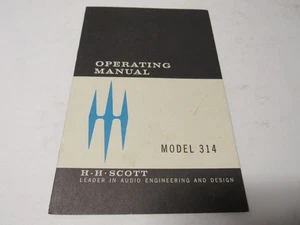 OPERATING
MANUAL
MODEL 314
H·H·SCOTT
LEADER IN AUDIO ENGINEERING AND DESIGN